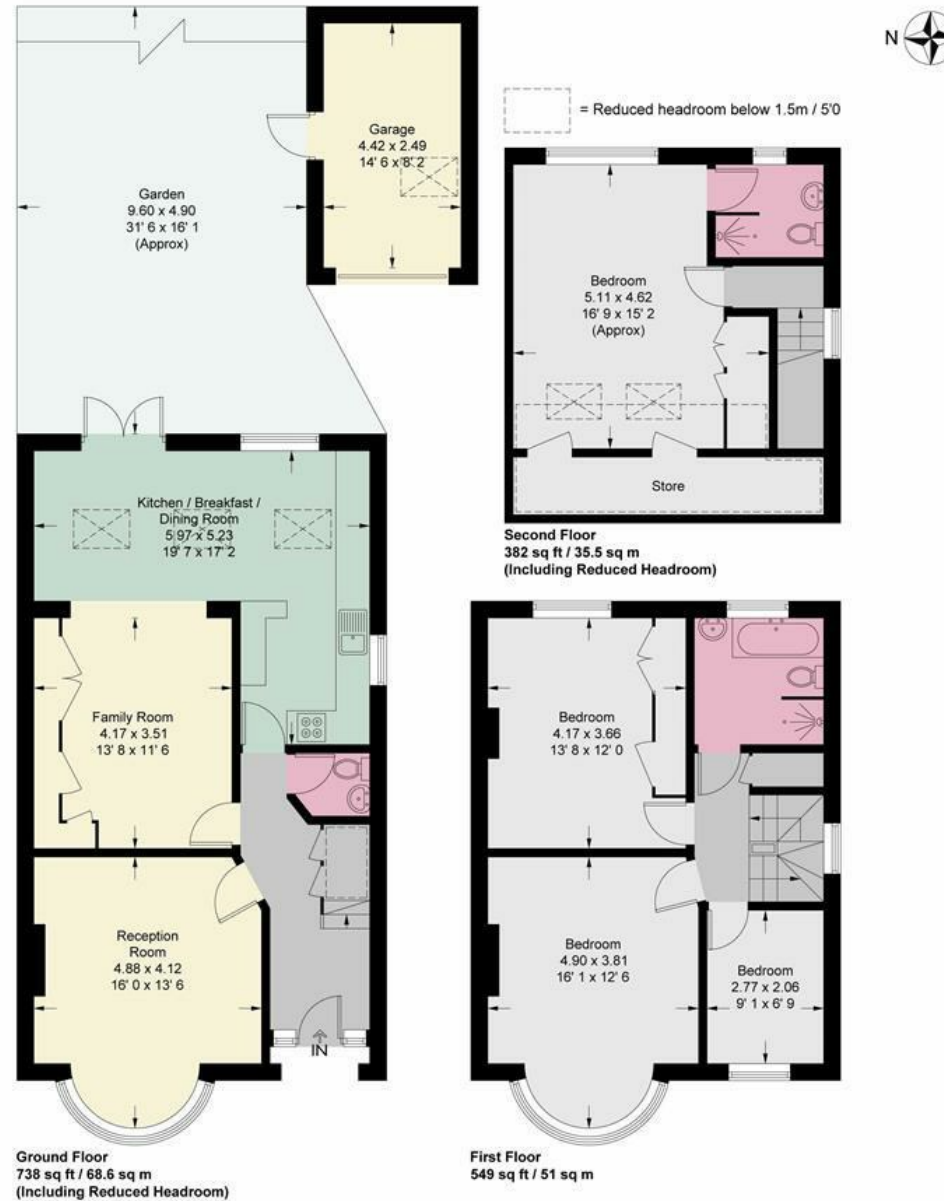 N
= Reduced headroom below 1.5m / 5'0
Garage
4.42 x 2.49
14' 6 x 8' 2
Garden
9.60 x 4.90
31' 6 x 16' 1
(Approx)
Bedroom
5.11 x 4.62
16' 9 x 15' 2
(Approx)
Store
Second Floor
382 sq ft / 35.5 sq m
(Including Reduced Headroom)
Kitchen / Breakfast /
Dining Room
5.97 x 5.23
19' 7 x 17' 2
Family Room
4.17 x 3.51
13' 8 x 11' 6
Reception
Room
4.88 x 4.12
16' 0 x 13' 6
IN
Ground Floor
738 sq ft / 68.6 sq m
(Including Reduced Headroom)
Bedroom
4.17 x 3.66
13' 8 x 12' 0
Bedroom
4.90 x 3.81
16' 1 x 12' 6
Bedroom
2.77 x 2.06
9' 1 x 6' 9
First Floor
549 sq ft / 51 sq m